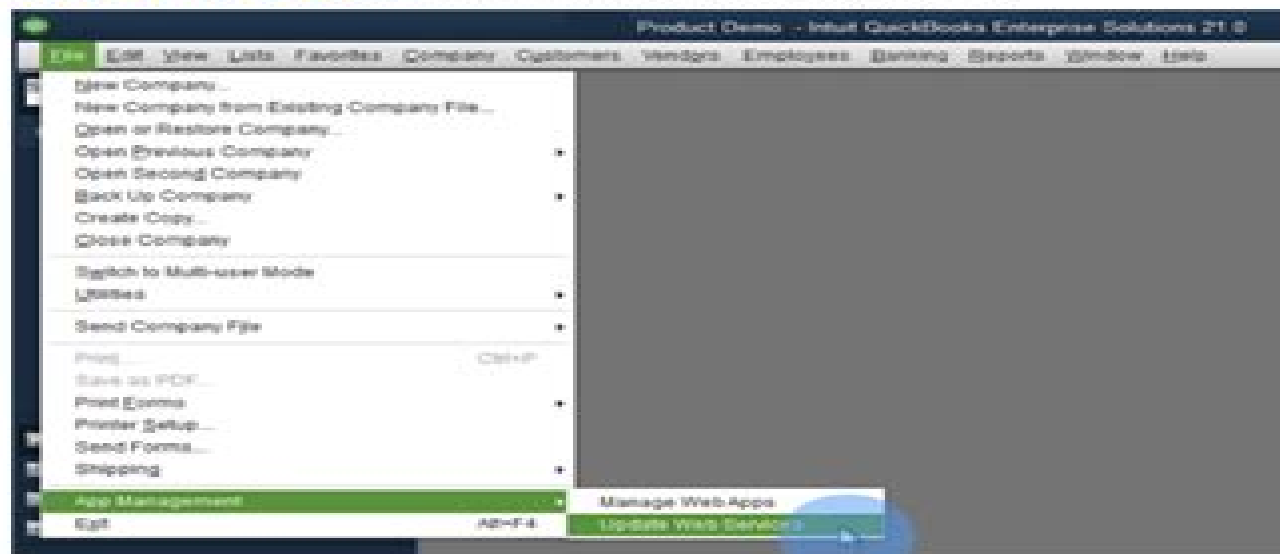 Product Demo - Intuit QuickBooks Enterprise Solutions 21.0
File Edit View Lists Favorites Company Customers Vendors Employees Banking Reports Window Help
New Company...
New Company from Existing Company File...
Open or Restore Company...
Open Previous Company
Open Second Company
Back Up Company
Create Copy...
Close Company
Switch to Multi-user Mode
Utilities
Send Company File
Print... Ctrl+P
Save as PDF...
Print Forms
Printer Setup...
Send Forms...
Shipping
App Management
Manage Web Apps
Update Web Services
Exit Alt+F4